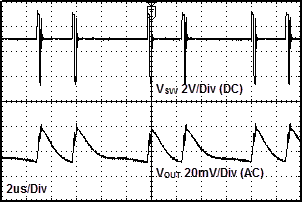 VSW 2V/Div (DC)
VOUT 20mV/Div (AC)
2us/Div